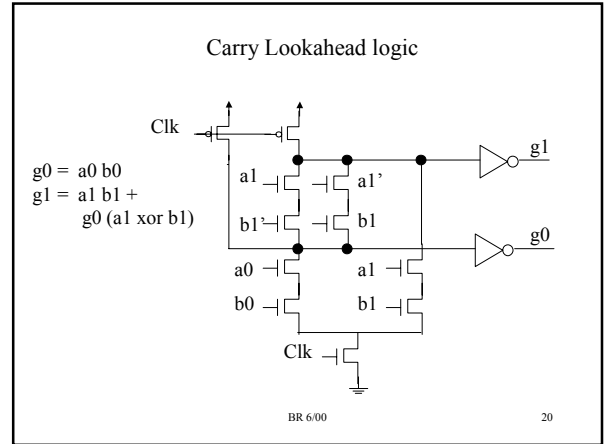 Carry Lookahead logic
Clk
g1
g0 = a0 b0
g1 = a1 b1 +
g0 (a1 xor b1)
a1
a1’
b1’
b1
g0
a0
a1
b0
b1
Clk
BR 6/00
20